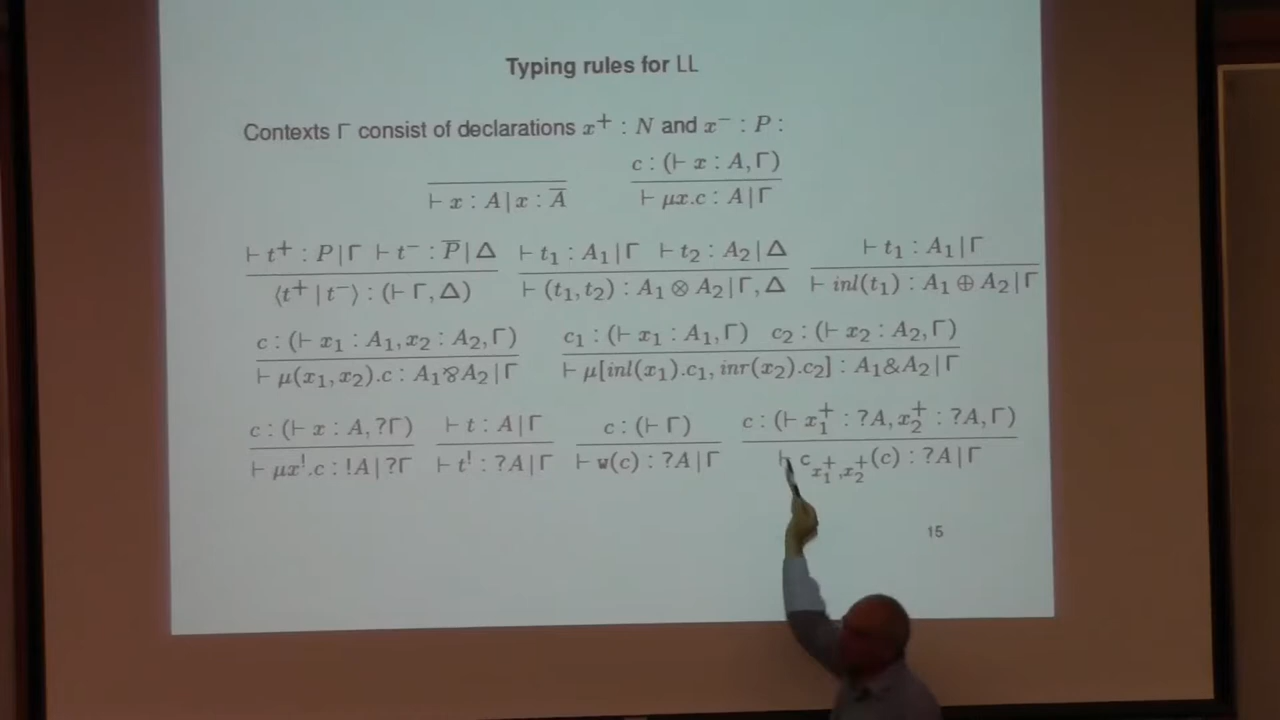 Typing rules for LL
Contexts Γ consist of declarations x⁺ : N and x⁻ : P :
c : (⊢ x : A, Γ)
⊢ x : A | x : A̅ ⊢ μx.c : A | Γ
⊢ t⁺ : P | Γ ⊢ t⁻ : P̅ | Δ ⊢ t₁ : A₁ | Γ ⊢ t₂ : A₂ | Δ ⊢ t₁ : A₁ | Γ
⟨t⁺ | t⁻⟩ : (⊢ Γ, Δ) ⊢ (t₁, t₂) : A₁ ⊗ A₂ | Γ, Δ ⊢ inl(t₁) : A₁ ⊕ A₂ | Γ
c : (⊢ x₁ : A₁, x₂ : A₂, Γ) c₁ : (⊢ x₁ : A₁, Γ) c₂ : (⊢ x₂ : A₂, Γ)
⊢ μ(x₁, x₂).c : A₁⅋A₂ | Γ ⊢ μ[inl(x₁).c₁, inr(x₂).c₂] : A₁&A₂ | Γ
c : (⊢ x : A, ?Γ) ⊢ t : A | Γ c : (⊢ Γ) c : (⊢ x₁⁺ : ?A, x₂⁺ : ?A, Γ)
⊢ μx!.c : !A | ?Γ ⊢ t! : ?A | Γ ⊢ w(c) : ?A | Γ ⊢ c_{x₁⁺,x₂⁺}(c) : ?A | Γ
15